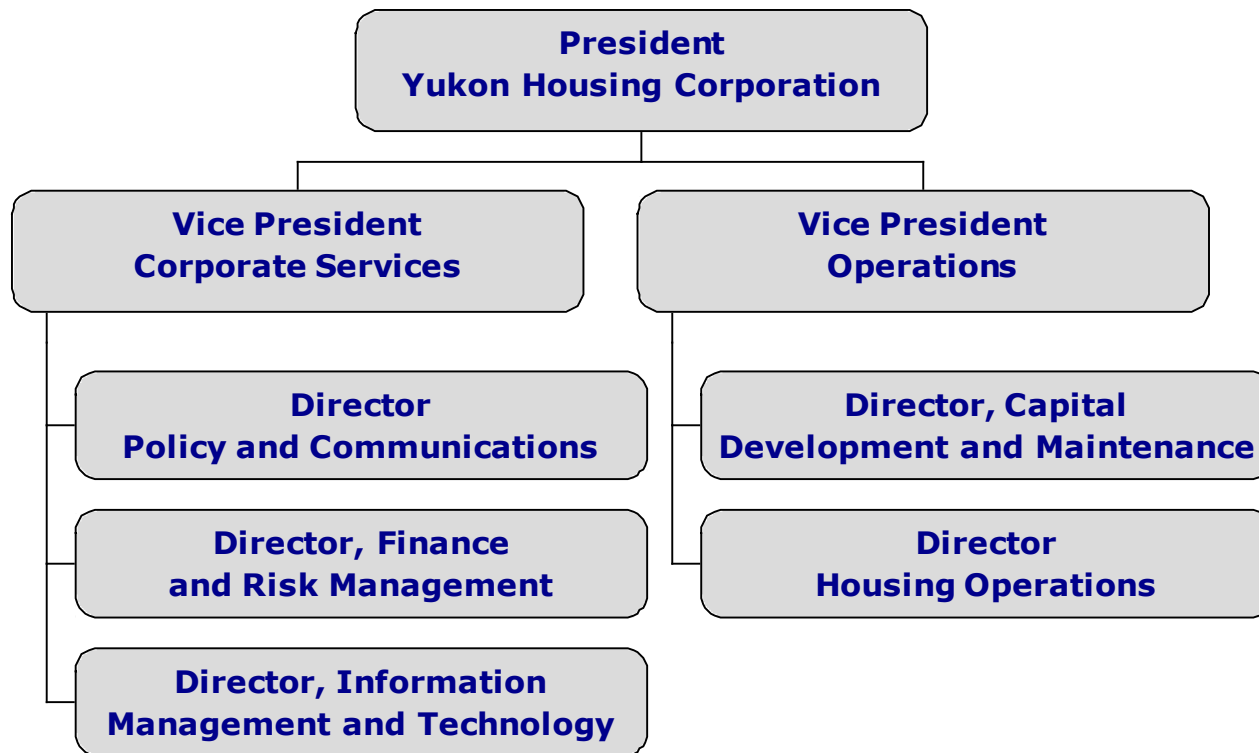 President
Yukon Housing Corporation
Vice President
Corporate Services
Vice President
Operations
Director
Policy and Communications
Director, Finance
and Risk Management
Director, Information
Management and Technology
Director, Capital
Development and Maintenance
Director
Housing Operations